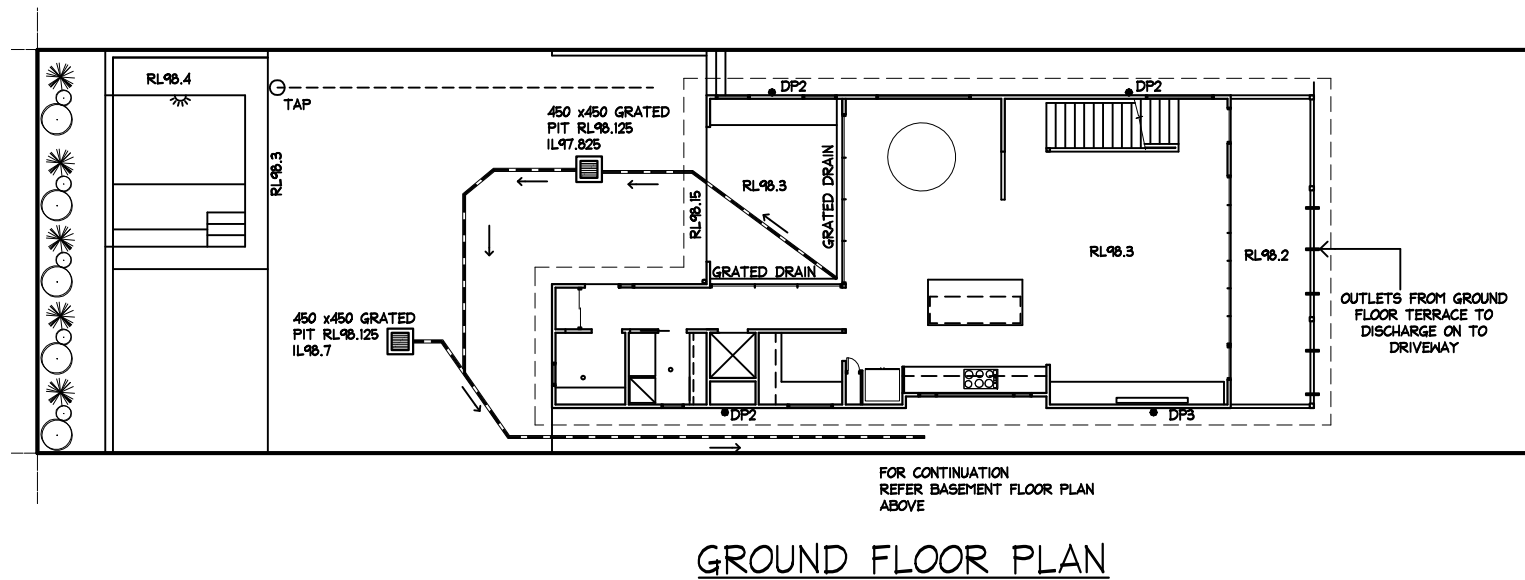 RL98.4
TAP
RL98.3
450 x450 GRATED
PIT RL98.125
IL97.825
DP2
DP2
RL98.3
RL98.15
GRATED DRAIN
GRATED DRAIN
RL98.3
RL98.2
OUTLETS FROM GROUND
FLOOR TERRACE TO
DISCHARGE ON TO
DRIVEWAY
450 x450 GRATED
PIT RL98.125
IL98.7
DP2
DP3
FOR CONTINUATION
REFER BASEMENT FLOOR PLAN
ABOVE
GROUND FLOOR PLAN